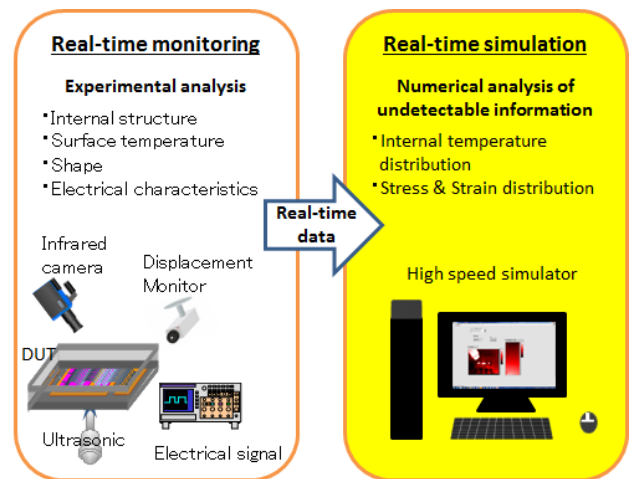 Real-time monitoring
Experimental analysis
・Internal structure
・Surface temperature
・Shape
・Electrical characteristics
Infrared
camera
Displacement
Monitor
DUT
Ultrasonic
Electrical signal
Real-time
data
Real-time simulation
Numerical analysis of
undetectable information
・Internal temperature
distribution
・Stress & Strain distribution
High speed simulator